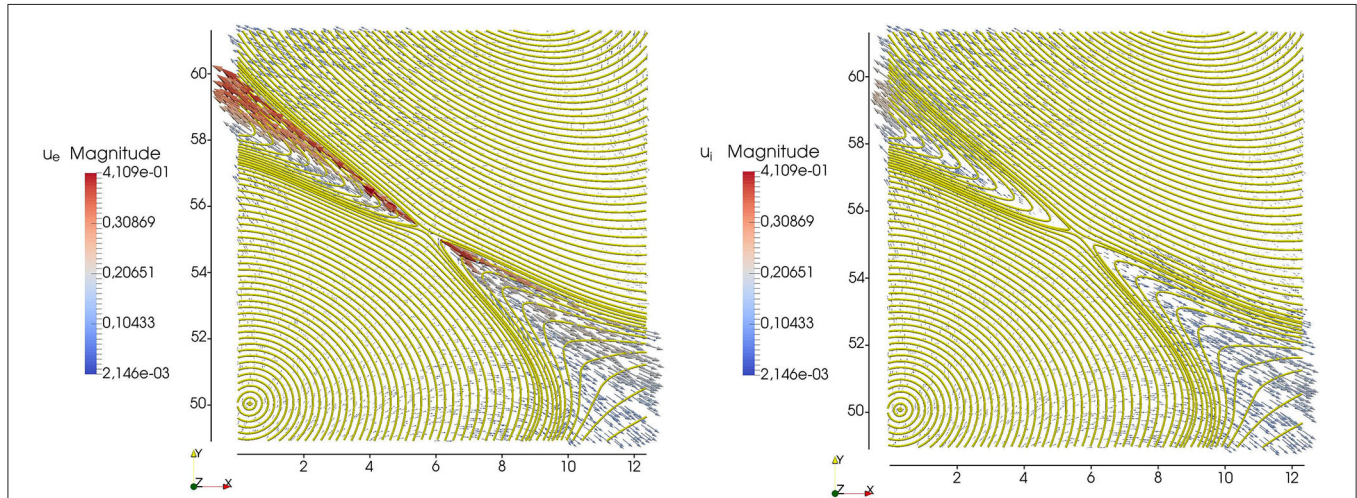 u_e Magnitude
4,109e-01
0,30869
0,20651
0,10433
2,146e-03
60
58
56
54
52
50
2 4 6 8 10 12
Y
Z X
u_i Magnitude
4,109e-01
0,30869
0,20651
0,10433
2,146e-03
60
58
56
54
52
50
2 4 6 8 10 12
Y
Z X